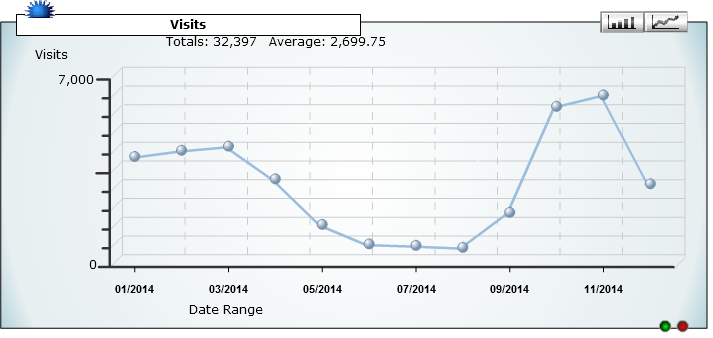 Visits
Totals: 32,397 Average: 2,699.75
Visits
7,000
0
01/2014 03/2014 05/2014 07/2014 09/2014 11/2014
Date Range